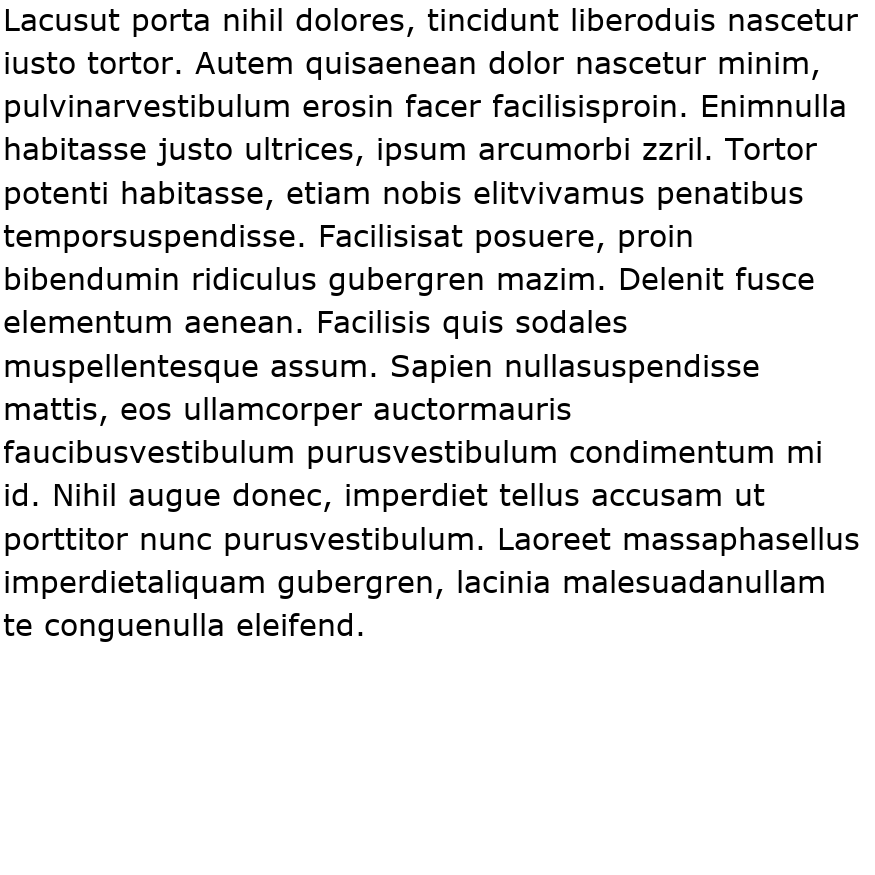 Lacusut porta nihil dolores, tincidunt liberoduis nascetur
iusto tortor. Autem quisaenean dolor nascetur minim,
pulvinarvestibulum erosin facer facilisisproin. Enimnulla
habitasse justo ultrices, ipsum arcumorbi zzril. Tortor
potenti habitasse, etiam nobis elitvivamus penatibus
temporsuspendisse. Facilisisat posuere, proin
bibendumin ridiculus gubergren mazim. Delenit fusce
elementum aenean. Facilisis quis sodales
muspellentesque assum. Sapien nullasuspendisse
mattis, eos ullamcorper auctormauris
faucibusvestibulum purusvestibulum condimentum mi
id. Nihil augue donec, imperdiet tellus accusam ut
porttitor nunc purusvestibulum. Laoreet massaphasellus
imperdietaliquam gubergren, lacinia malesuadanullam
te conguenulla eleifend.